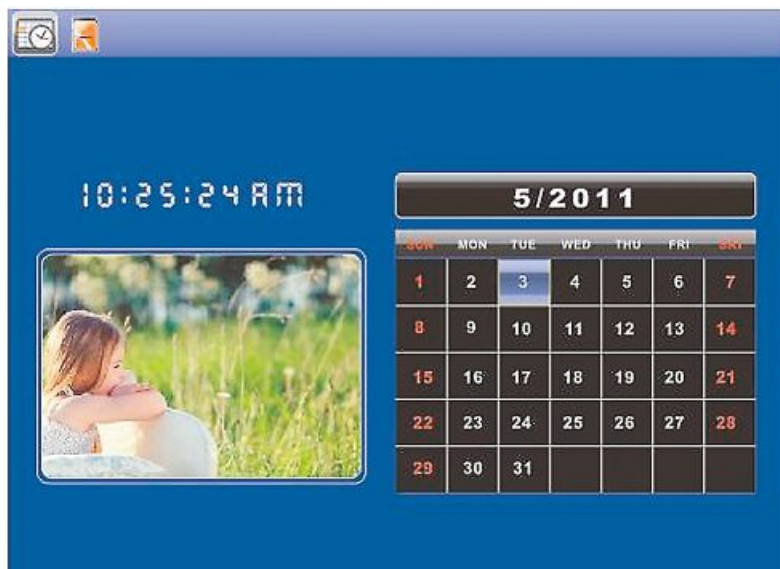 10:25:24 AM
5/2011
SUN MON TUE WED THU FRI SAT
1 2 3 4 5 6 7
8 9 10 11 12 13 14
15 16 17 18 19 20 21
22 23 24 25 26 27 28
29 30 31